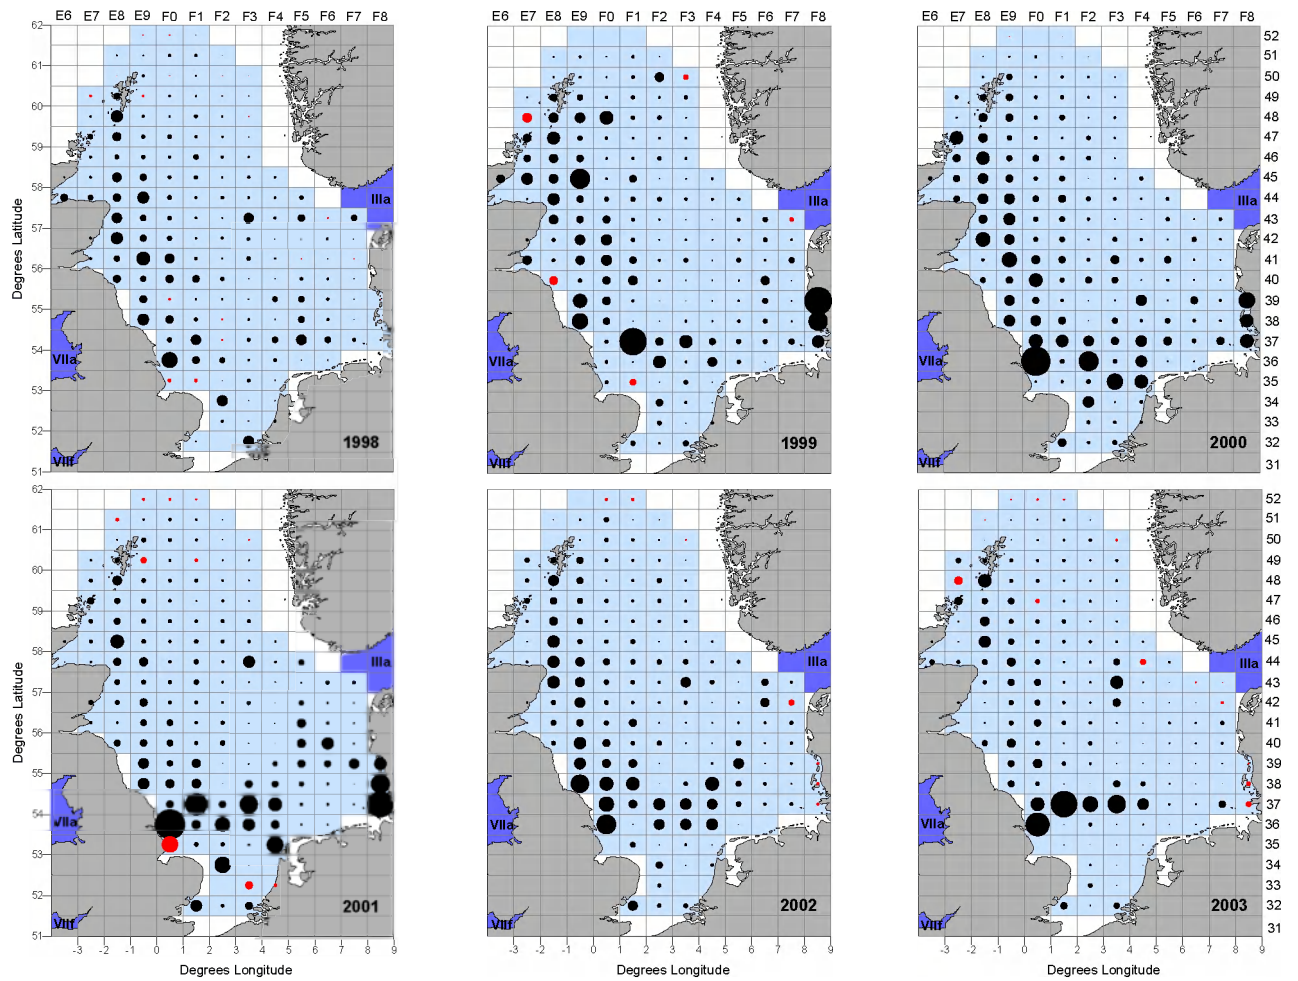 E6 E7 E8 E9 F0 F1 F2 F3 F4 F5 F6 F7 F8
E6 E7 E8 E9 F0 F1 F2 F3 F4 F5 F6 F7 F8
E6 E7 E8 E9 F0 F1 F2 F3 F4 F5 F6 F7 F8
62
61
60
59
58
57
56
55
54
53
52
51
Degrees Latitude
IIIa
VIIa
VIIf
1998
IIIa
VIIa
VIIf
1999
IIIa
VIIa
VIIf
2000
52
51
50
49
48
47
46
45
44
43
42
41
40
39
38
37
36
35
34
33
32
31
62
61
60
59
58
57
56
55
54
53
52
51
Degrees Latitude
IIIa
VIIa
VIIf
2001
IIIa
VIIa
VIIf
2002
IIIa
VIIa
VIIf
2003
52
51
50
49
48
47
46
45
44
43
42
41
40
39
38
37
36
35
34
33
32
31
-3 -2 -1 0 1 2 3 4 5 6 7 8 9
-3 -2 -1 0 1 2 3 4 5 6 7 8 9
-3 -2 -1 0 1 2 3 4 5 6 7 8 9
Degrees Longitude
Degrees Longitude
Degrees Longitude